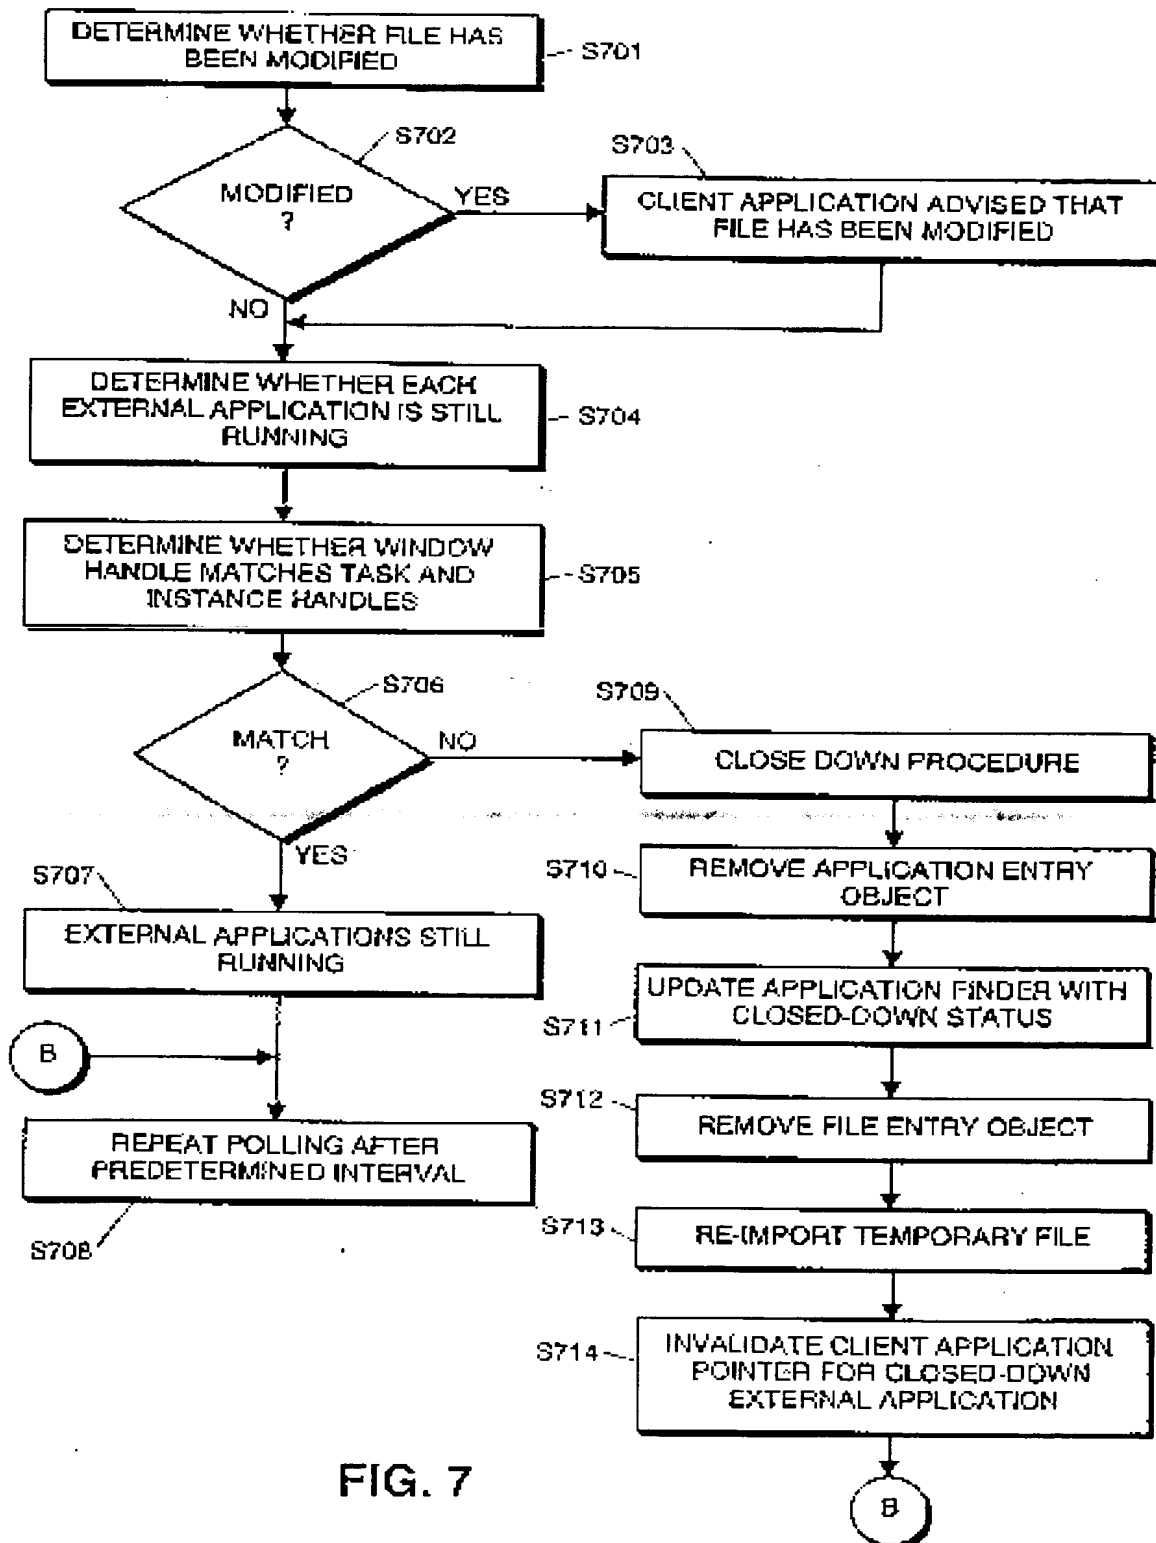 DETERMINE WHETHER FILE HAS
BEEN MODIFIED
S701
S702
MODIFIED
?
YES
NO
S703
CLIENT APPLICATION ADVISED THAT
FILE HAS BEEN MODIFIED
DETERMINE WHETHER EACH
EXTERNAL APPLICATION IS STILL
RUNNING
S704
DETERMINE WHETHER WINDOW
HANDLE MATCHES TASK AND
INSTANCE HANDLES
S705
S706
MATCH
?
NO
YES
S707
EXTERNAL APPLICATIONS STILL
RUNNING
B
REPEAT POLLING AFTER
PREDETERMINED INTERVAL
S708
S709
CLOSE DOWN PROCEDURE
S710
REMOVE APPLICATION ENTRY
OBJECT
S711
UPDATE APPLICATION FINDER WITH
CLOSED-DOWN STATUS
S712
REMOVE FILE ENTRY OBJECT
S713
RE-IMPORT TEMPORARY FILE
S714
INVALIDATE CLIENT APPLICATION
POINTER FOR CLOSED-DOWN
EXTERNAL APPLICATION
B
FIG. 7